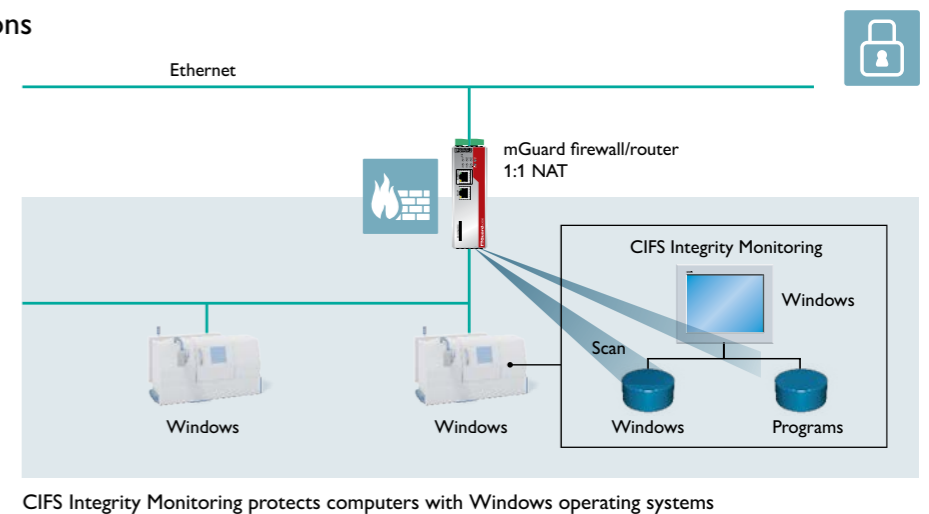 ons
Ethernet
mGuard firewall/router
1:1 NAT
CIFS Integrity Monitoring
Windows
Scan
Windows
Windows
Windows
Programs
CIFS Integrity Monitoring protects computers with Windows operating systems